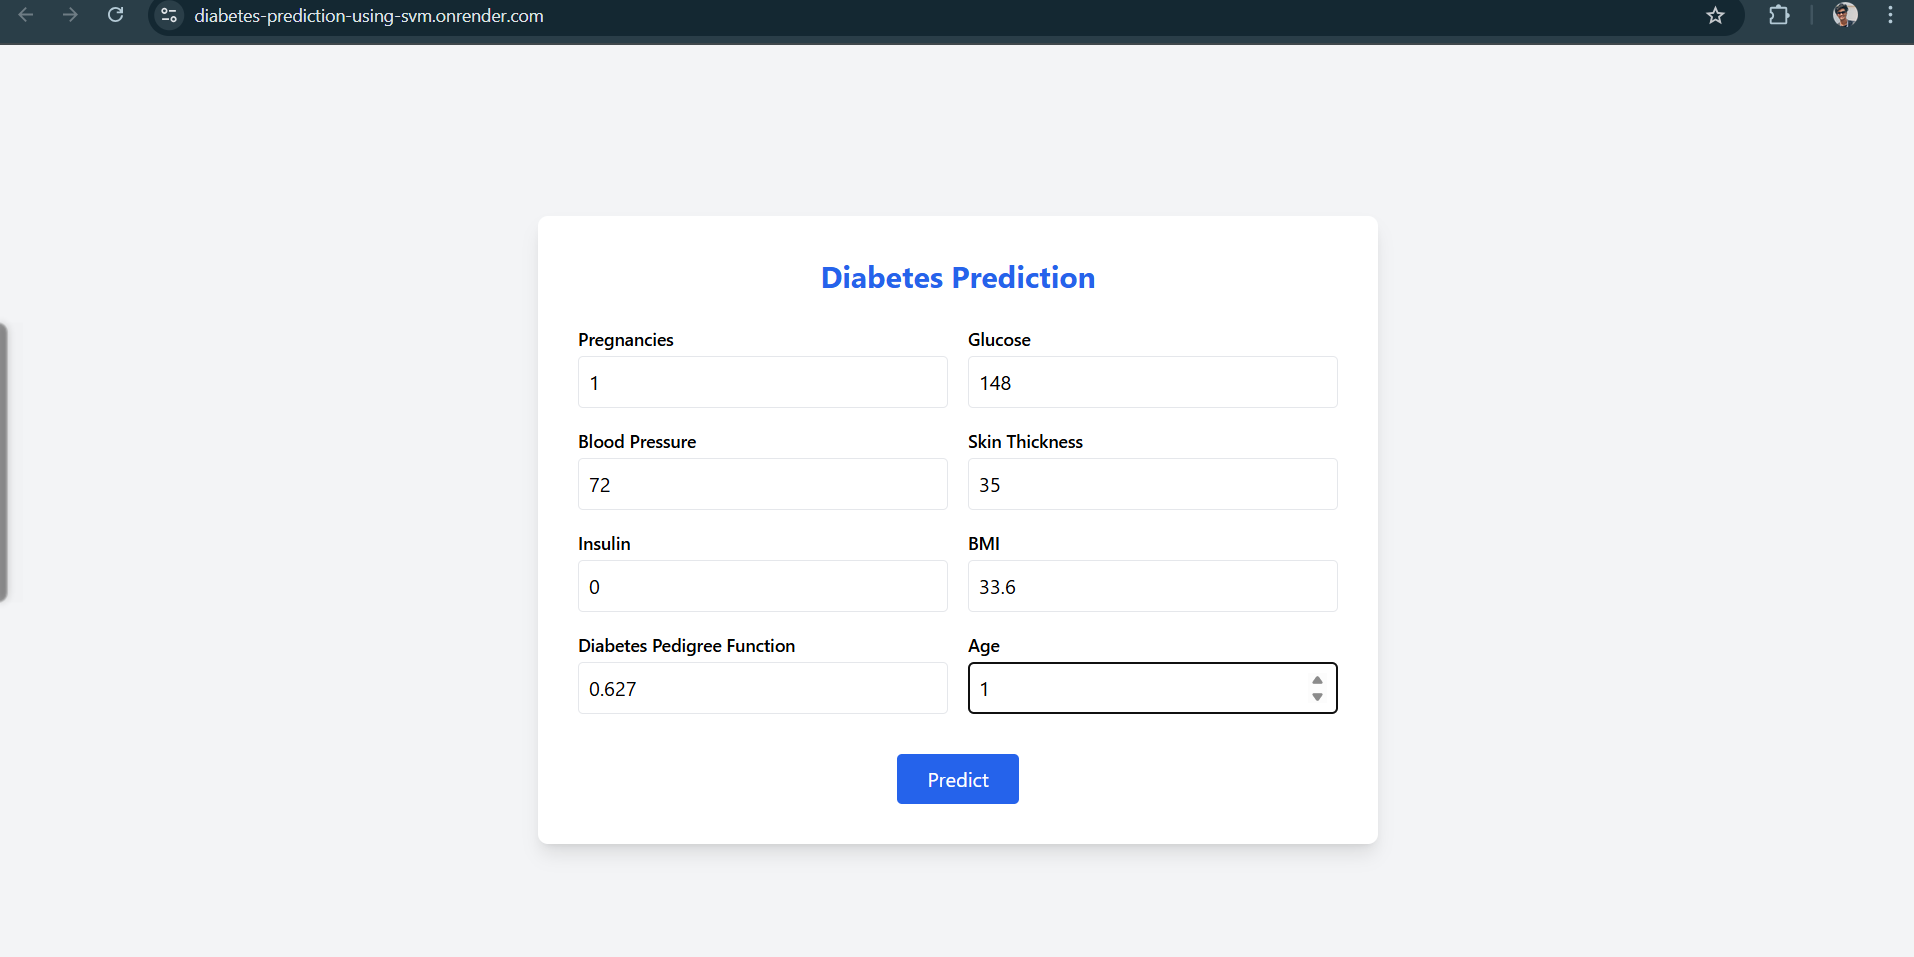 diabetes-prediction-using-svm.onrender.com
Diabetes Prediction
Pregnancies
Glucose
1
148
Blood Pressure
Skin Thickness
72
35
Insulin
BMI
0
33.6
Diabetes Pedigree Function
Age
0.627
1
Predict